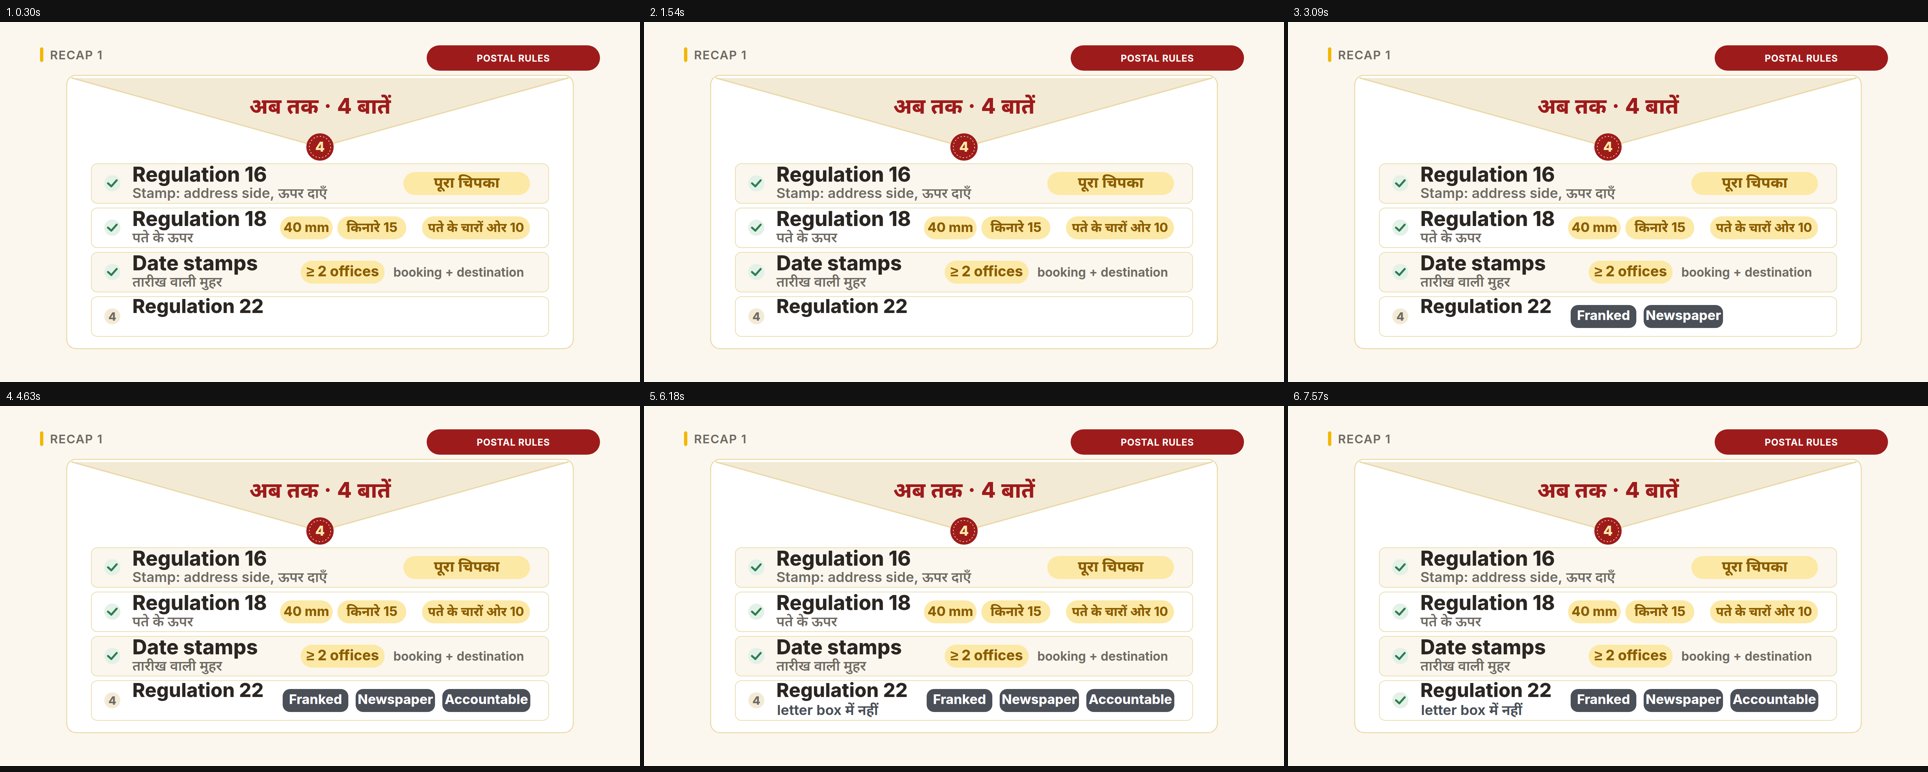 1. 0.30s
RECAP 1
POSTAL RULES
अब तक · 4 बातें
4
Regulation 16
Stamp: address side, ऊपर दाएँ
पूरा चिपका
Regulation 18
पते के ऊपर
40 mm
किनारे 15
पते के चारों ओर 10
Date stamps
तारीख वाली मुहर
≥ 2 offices
booking + destination
4
Regulation 22
2. 1.54s
RECAP 1
POSTAL RULES
अब तक · 4 बातें
4
Regulation 16
Stamp: address side, ऊपर दाएँ
पूरा चिपका
Regulation 18
पते के ऊपर
40 mm
किनारे 15
पते के चारों ओर 10
Date stamps
तारीख वाली मुहर
≥ 2 offices
booking + destination
4
Regulation 22
3. 3.09s
RECAP 1
POSTAL RULES
अब तक · 4 बातें
4
Regulation 16
Stamp: address side, ऊपर दाएँ
पूरा चिपका
Regulation 18
पते के ऊपर
40 mm
किनारे 15
पते के चारों ओर 10
Date stamps
तारीख वाली मुहर
≥ 2 offices
booking + destination
4
Regulation 22
Franked
Newspaper
4. 4.63s
RECAP 1
POSTAL RULES
अब तक · 4 बातें
4
Regulation 16
Stamp: address side, ऊपर दाएँ
पूरा चिपका
Regulation 18
पते के ऊपर
40 mm
किनारे 15
पते के चारों ओर 10
Date stamps
तारीख वाली मुहर
≥ 2 offices
booking + destination
4
Regulation 22
Franked
Newspaper
Accountable
5. 6.18s
RECAP 1
POSTAL RULES
अब तक · 4 बातें
4
Regulation 16
Stamp: address side, ऊपर दाएँ
पूरा चिपका
Regulation 18
पते के ऊपर
40 mm
किनारे 15
पते के चारों ओर 10
Date stamps
तारीख वाली मुहर
≥ 2 offices
booking + destination
4
Regulation 22
letter box में नहीं
Franked
Newspaper
Accountable
6. 7.57s
RECAP 1
POSTAL RULES
अब तक · 4 बातें
4
Regulation 16
Stamp: address side, ऊपर दाएँ
पूरा चिपका
Regulation 18
पते के ऊपर
40 mm
किनारे 15
पते के चारों ओर 10
Date stamps
तारीख वाली मुहर
≥ 2 offices
booking + destination
Regulation 22
letter box में नहीं
Franked
Newspaper
Accountable